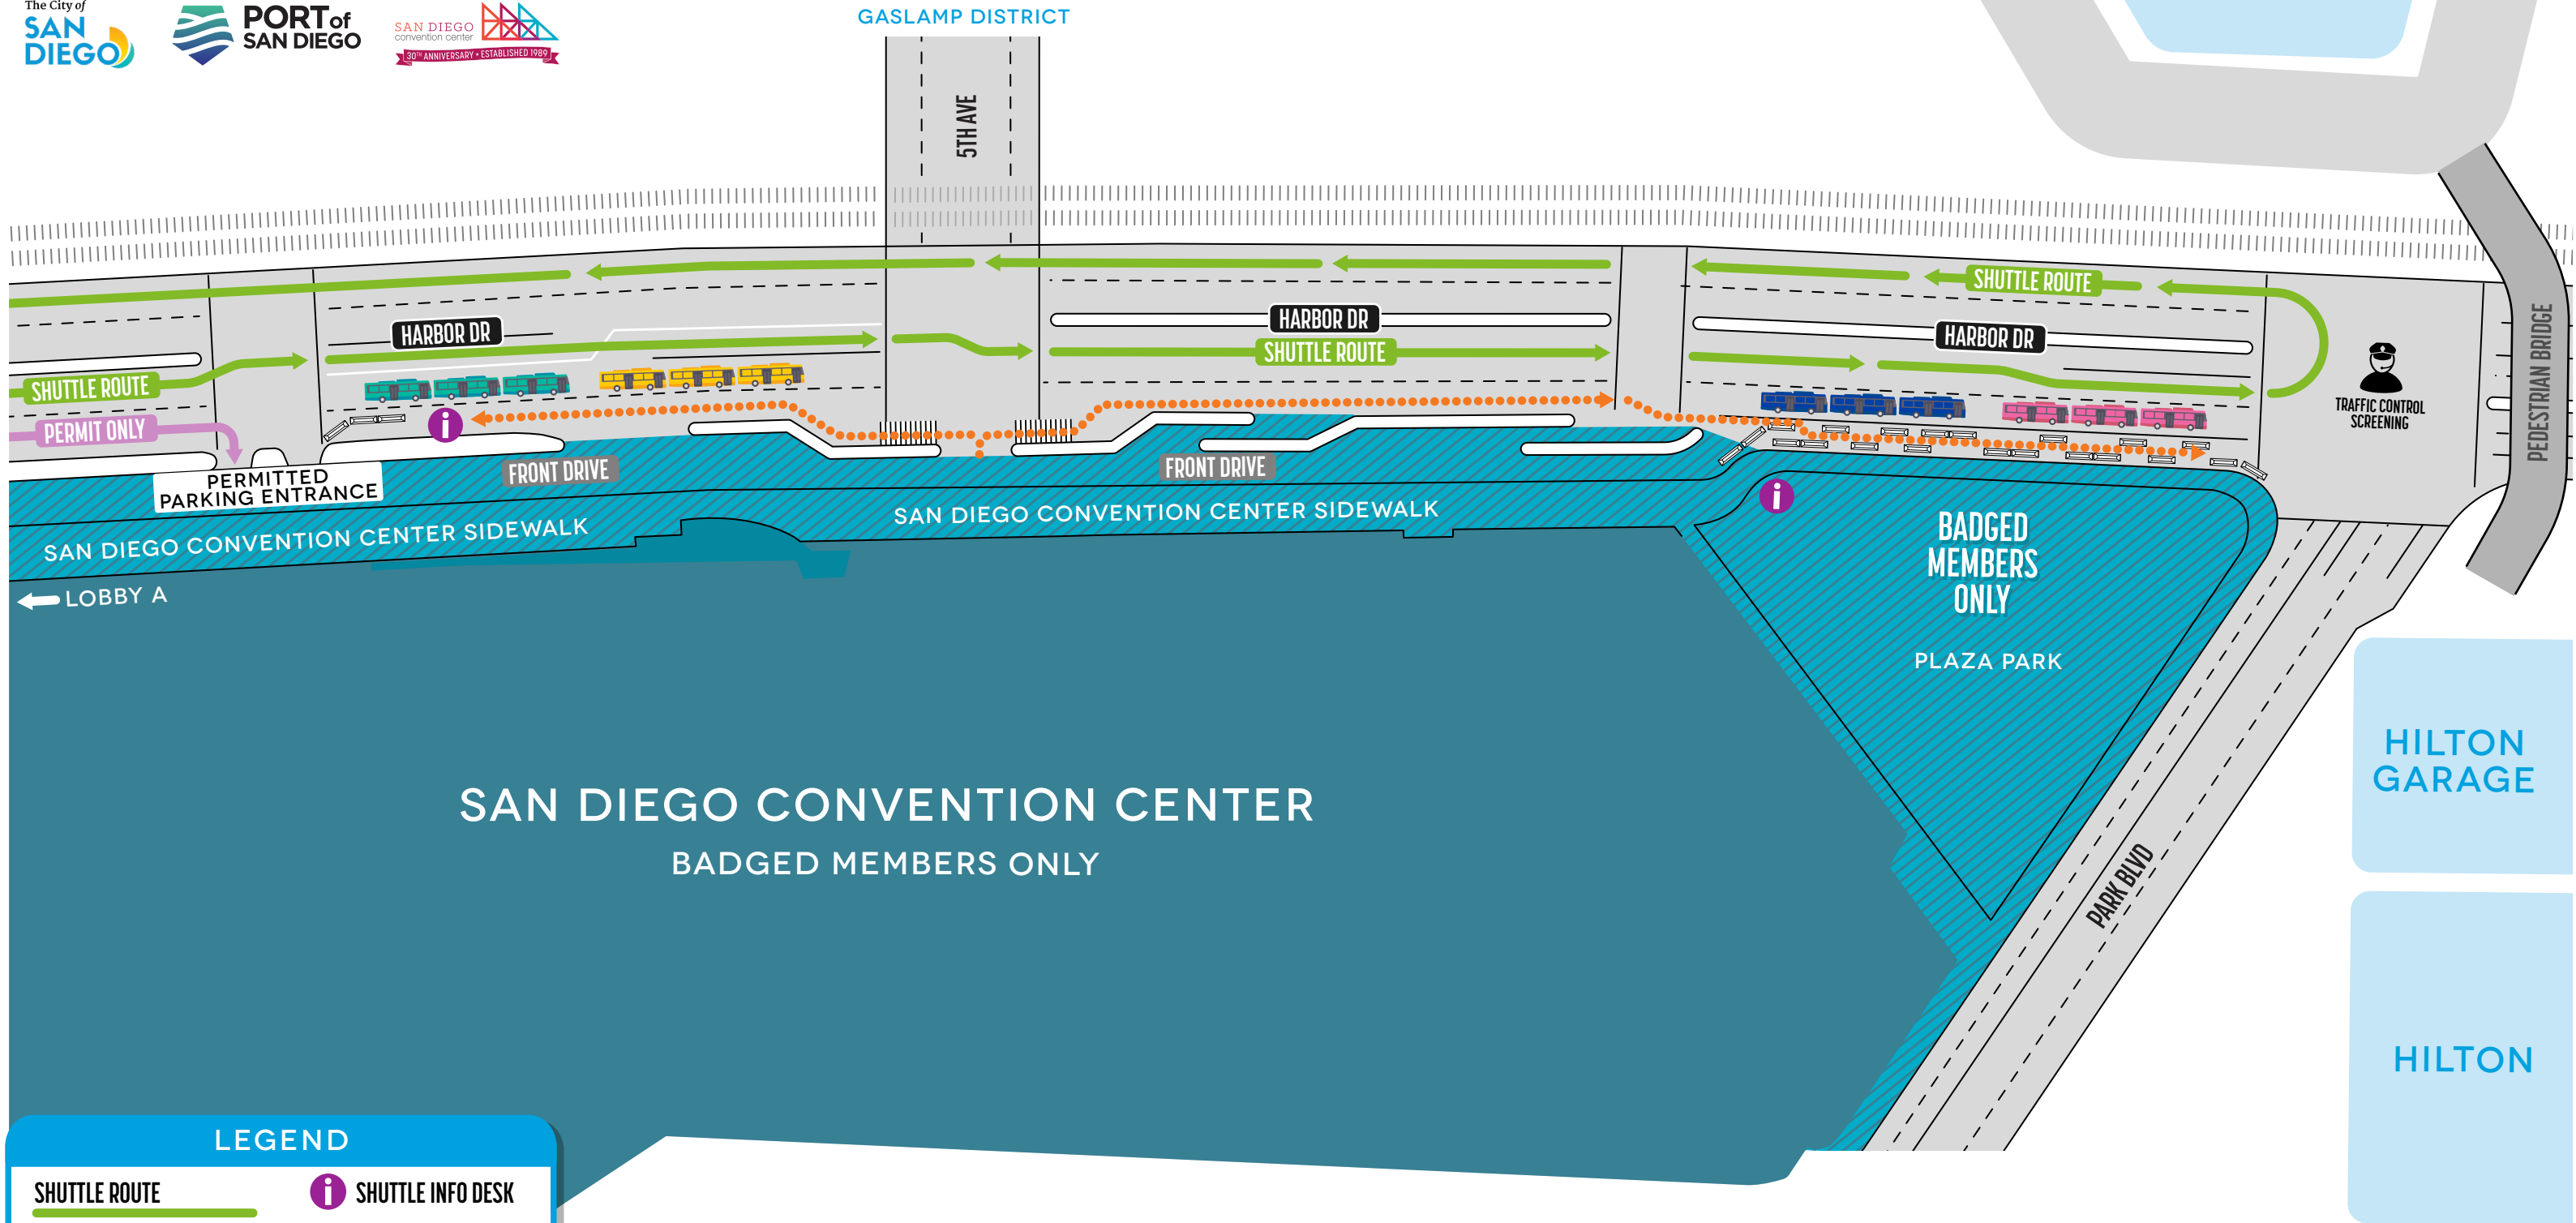 The City of
SAN
DIEGO
PORT of
SAN DIEGO
SAN DIEGO
convention center
30TH ANNIVERSARY • ESTABLISHED 1989
GASLAMP DISTRICT
5TH AVE
SHUTTLE ROUTE
HARBOR DR
HARBOR DR
HARBOR DR
SHUTTLE ROUTE
SHUTTLE ROUTE
PERMIT ONLY
TRAFFIC CONTROL
SCREENING
PEDESTRIAN BRIDGE
PERMITTED
PARKING ENTRANCE
FRONT DRIVE
FRONT DRIVE
SAN DIEGO CONVENTION CENTER SIDEWALK
SAN DIEGO CONVENTION CENTER SIDEWALK
i
i
BADGED
MEMBERS
ONLY
PLAZA PARK
LOBBY A
HILTON
GARAGE
SAN DIEGO CONVENTION CENTER
BADGED MEMBERS ONLY
PARK BLVD
HILTON
LEGEND
SHUTTLE ROUTE
i SHUTTLE INFO DESK